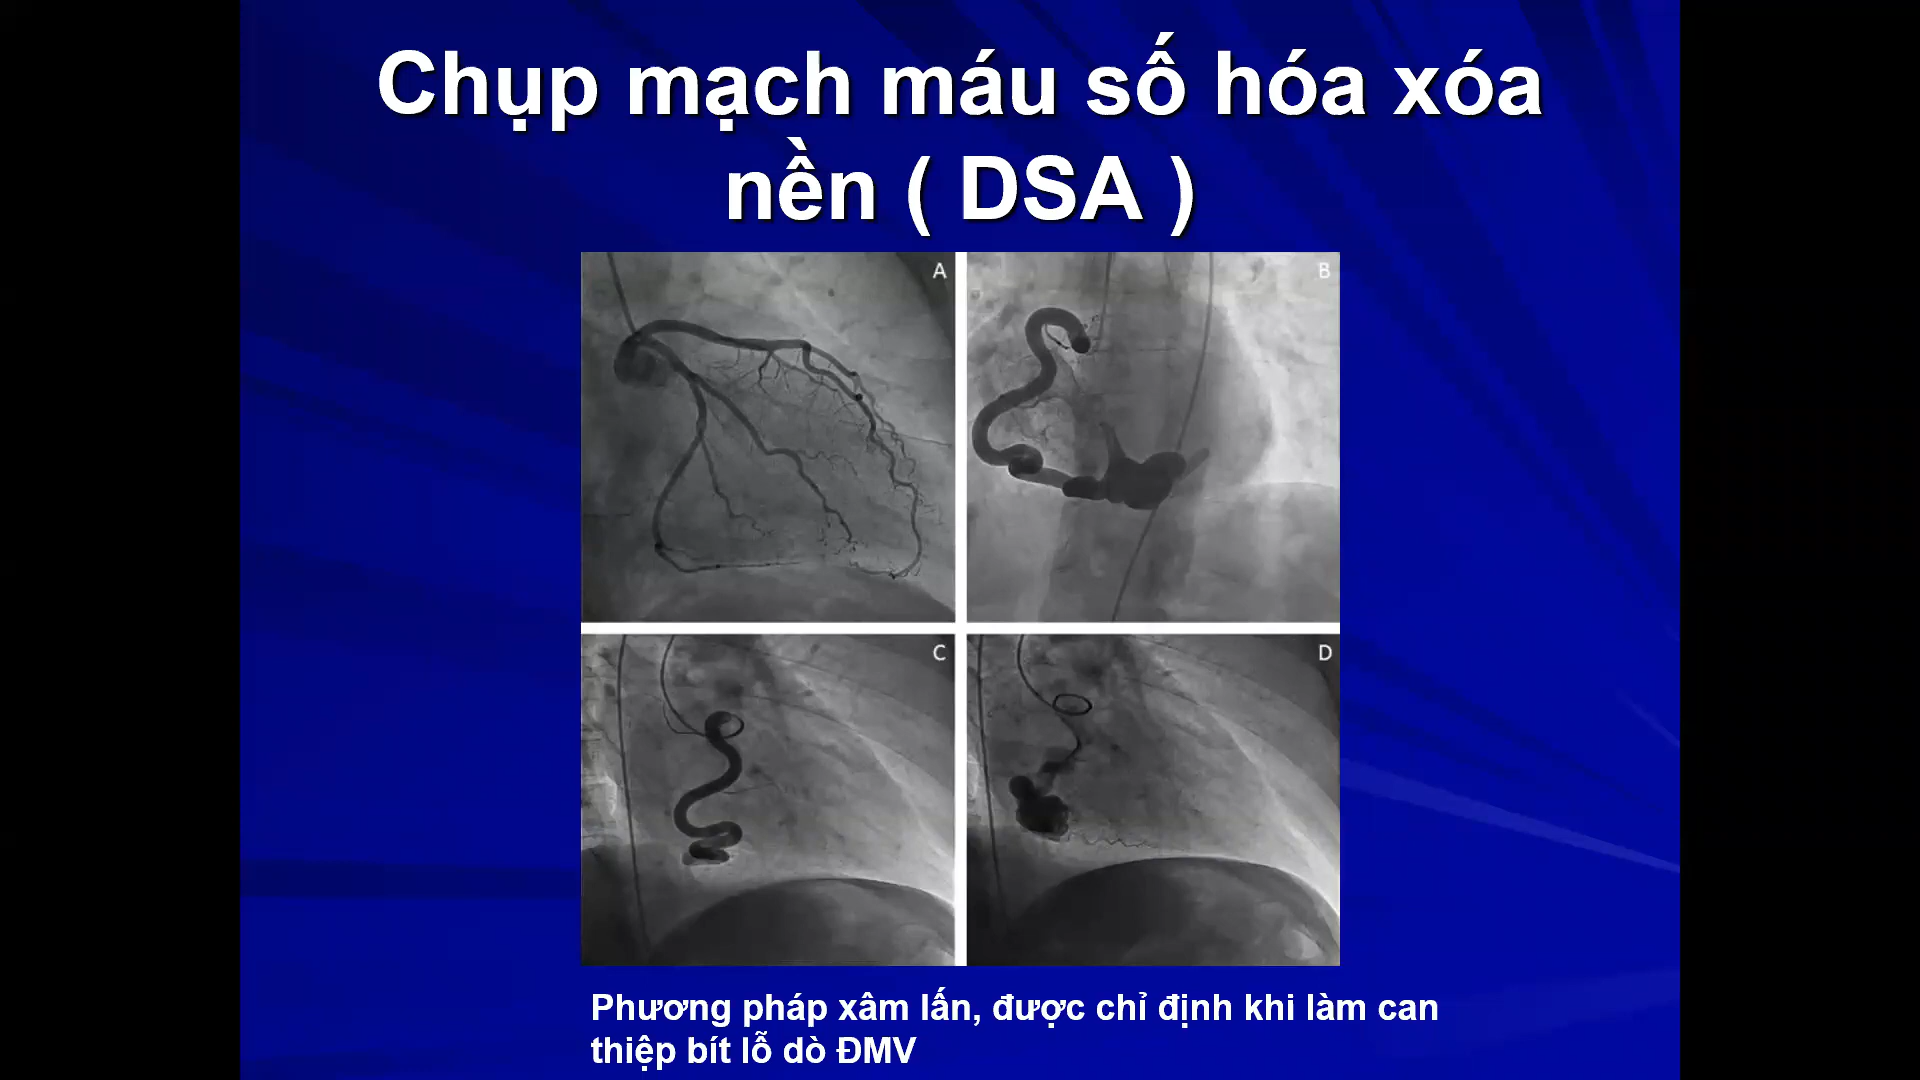 Chụp mạch máu số hóa xóa
nền ( DSA )
A
B
C
D
Phương pháp xâm lấn, được chỉ định khi làm can
thiệp bít lỗ dò ĐMV